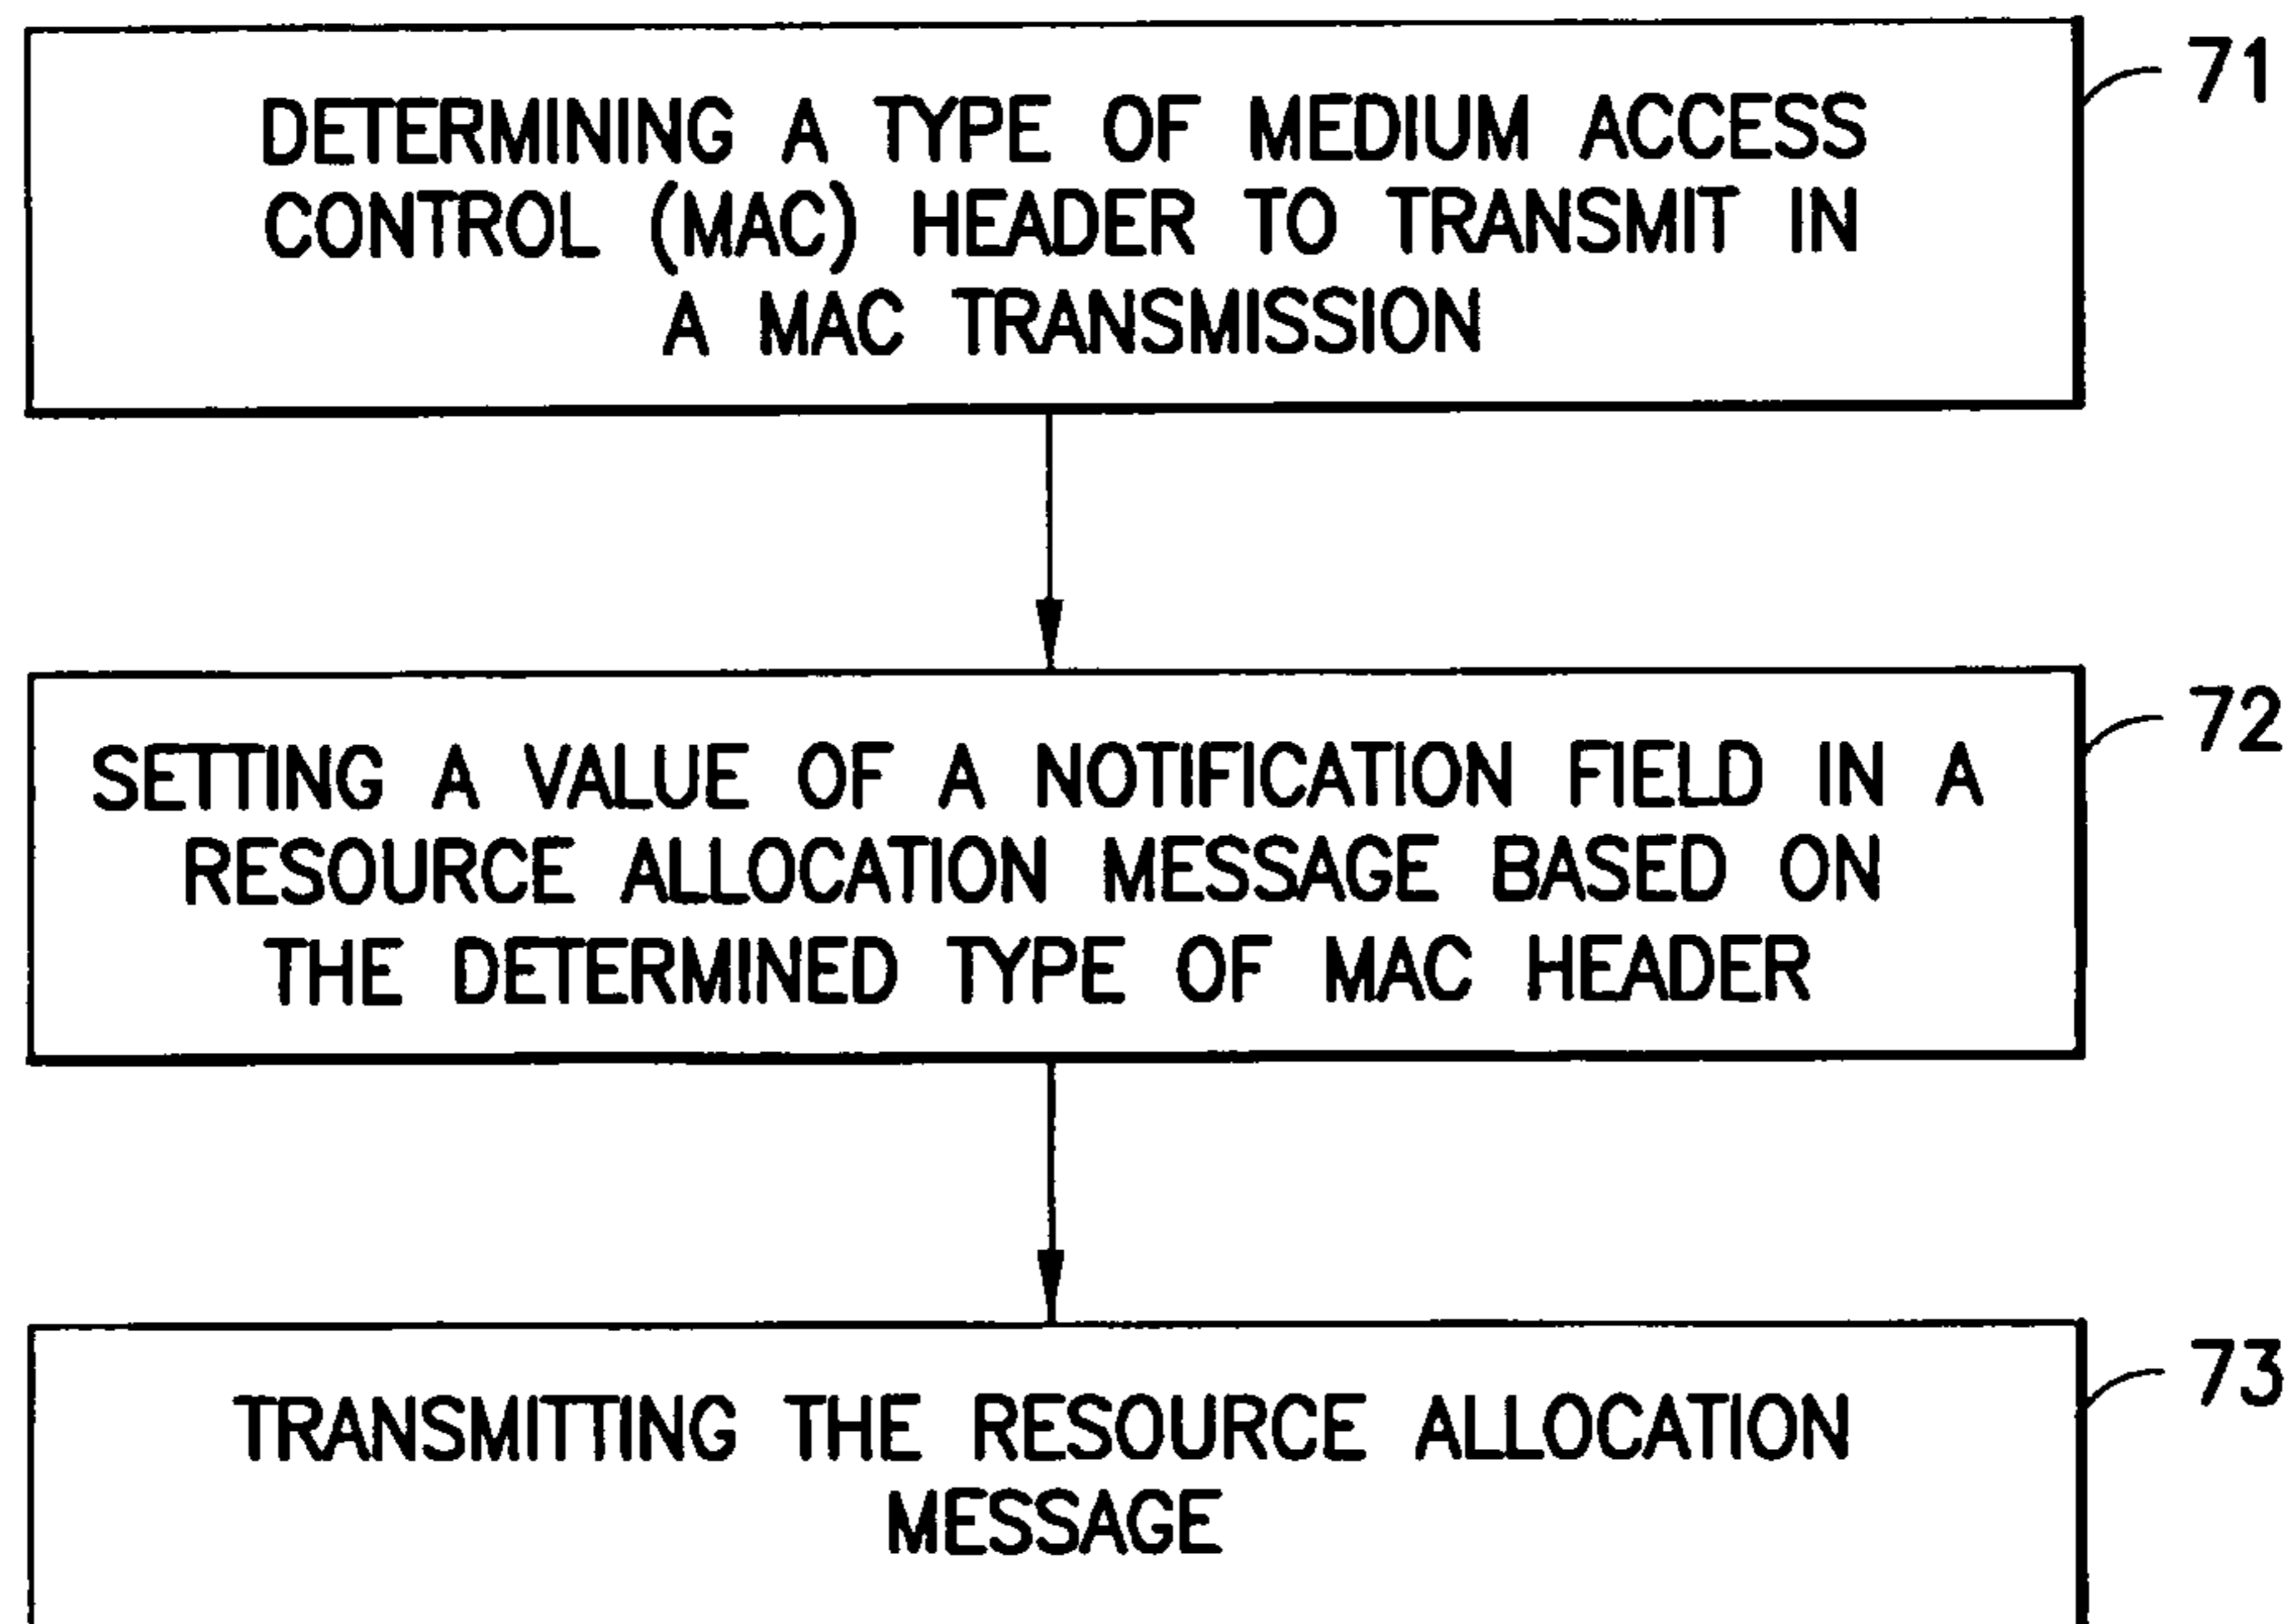 71
DETERMINING A TYPE OF MEDIUM ACCESS
CONTROL (MAC) HEADER TO TRANSMIT IN
A MAC TRANSMISSION
72
SETTING A VALUE OF A NOTIFICATION FIELD IN A
RESOURCE ALLOCATION MESSAGE BASED ON
THE DETERMINED TYPE OF MAC HEADER
73
TRANSMITTING THE RESOURCE ALLOCATION
MESSAGE